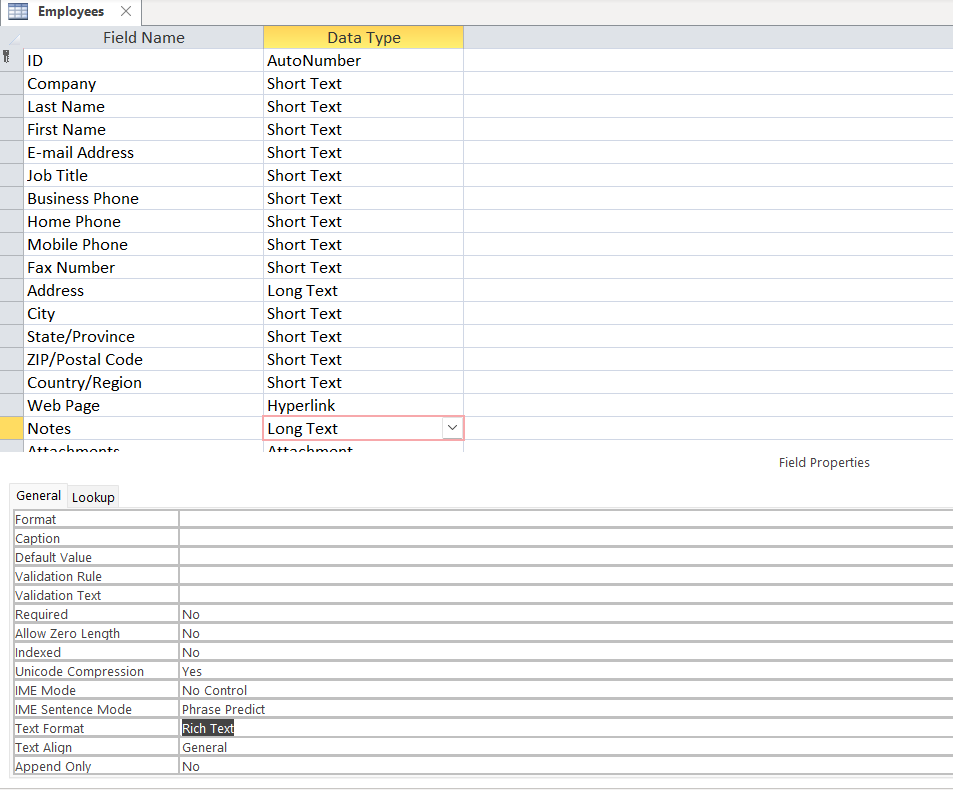 Employees
Field Name Data Type
ID AutoNumber
Company Short Text
Last Name Short Text
First Name Short Text
E-mail Address Short Text
Job Title Short Text
Business Phone Short Text
Home Phone Short Text
Mobile Phone Short Text
Fax Number Short Text
Address Long Text
City Short Text
State/Province Short Text
ZIP/Postal Code Short Text
Country/Region Short Text
Web Page Hyperlink
Notes Long Text
Attachments Attachment
Field Properties
General Lookup
Format
Caption
Default Value
Validation Rule
Validation Text
Required No
Allow Zero Length No
Indexed No
Unicode Compression Yes
IME Mode No Control
IME Sentence Mode Phrase Predict
Text Format Rich Text
Text Align General
Append Only No